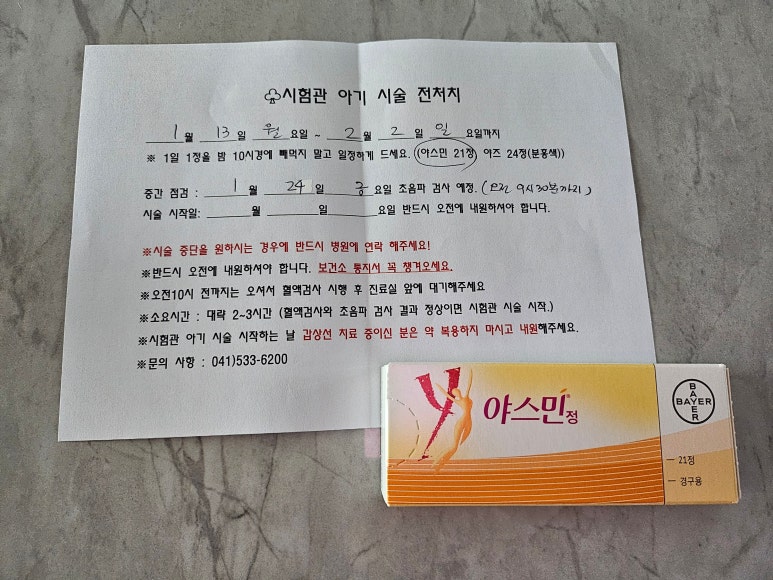 시험관 아기 시술 전처치
1월 13일 월요일 ~ 2월 2일 일요일까지
※ 1일 1정을 밤 10시경에 빼먹지 말고 일정하게 드세요. (야스민 21정) 야즈 24정(분홍색))
중간 점검 : 1월 24일 금요일 초음파 검사 예정. (오전 9시30분까지)
시술 시작일: 월 일 요일 반드시 오전에 내원하셔야 합니다.
※시술 중단을 원하시는 경우에 반드시 병원에 연락 해주세요!
※반드시 오전에 내원하셔야 합니다. 보건소 통지서 꼭 챙겨오세요.
※오전10시 전까지는 오셔서 혈액검사 시행 후 진료실 앞에 대기해주세요
※소요시간 : 대략 2~3시간 (혈액검사와 초음파 검사 결과 정상이면 시험관 시술 시작.)
※시험관 아기 시술 시작하는 날 갑상선 치료 중이신 분은 약 복용하지 마시고 내원해주세요.
※문의 사항 : 041)533-6200
Y 야스민® 정
BAYER
BAYER
21정
경구용